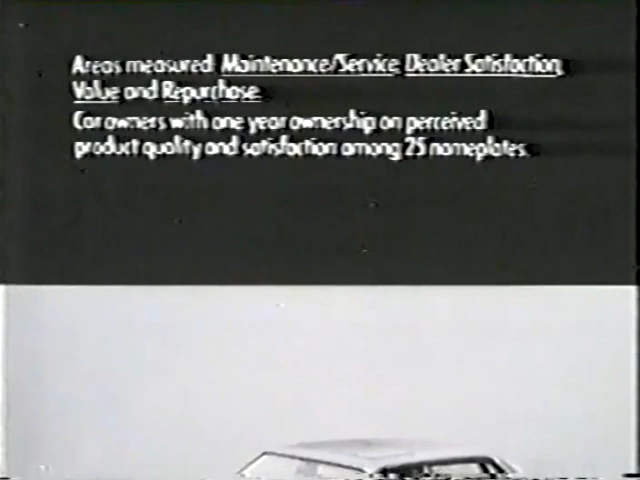 Areas measured: Maintenance/Service, Dealer Satisfaction,
Value and Repurchase.
Car owners with one year ownership on perceived
product quality and satisfaction among 25 nameplates.